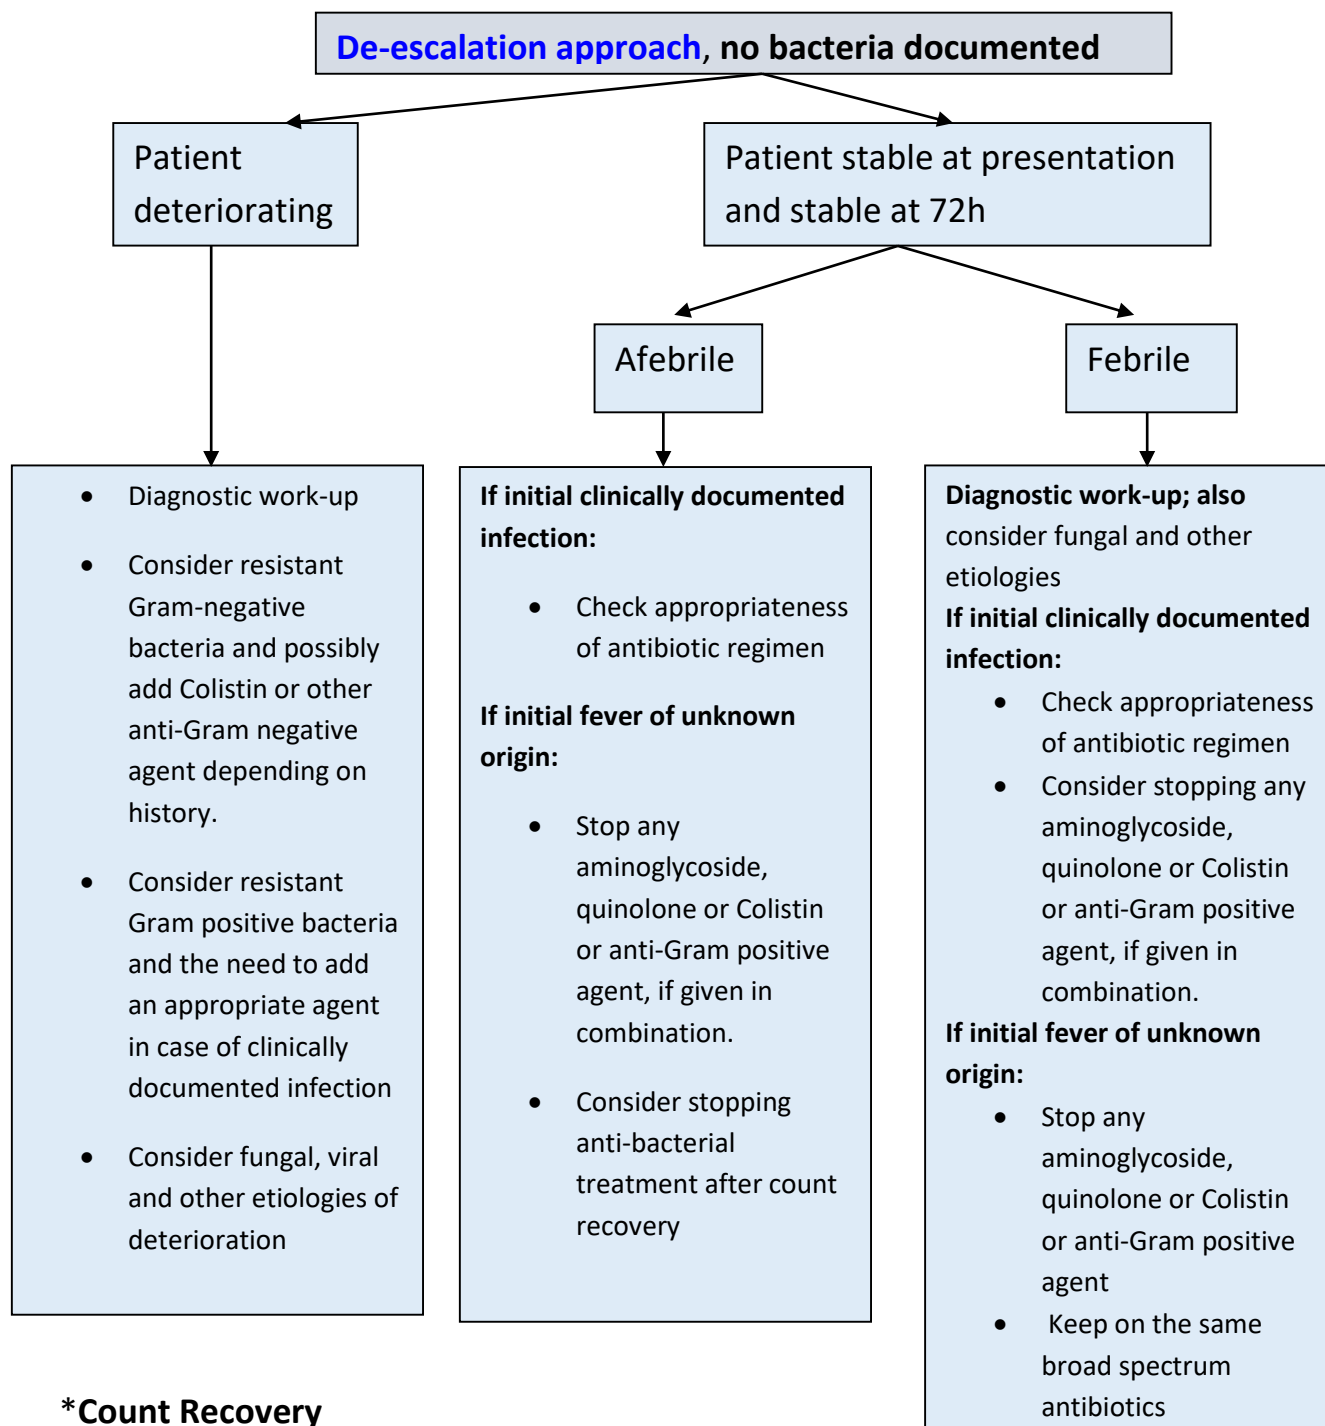 De-escalation approach, no bacteria documented
Patient
deteriorating
Patient stable at presentation
and stable at 72h
Afebrile
Febrile
• Diagnostic work-up
• Consider resistant
Gram-negative
bacteria and possibly
add Colistin or other
anti-Gram negative
agent depending on
history.
• Consider resistant
Gram positive bacteria
and the need to add
an appropriate agent
in case of clinically
documented infection
• Consider fungal, viral
and other etiologies of
deterioration
If initial clinically documented
infection:
• Check appropriateness
of antibiotic regimen
If initial fever of unknown
origin:
• Stop any
aminoglycoside,
quinolone or Colistin
or anti-Gram positive
agent, if given in
combination.
• Consider stopping
anti-bacterial
treatment after count
recovery
Diagnostic work-up; also
consider fungal and other
etiologies
If initial clinically documented
infection:
• Check appropriateness
of antibiotic regimen
• Consider stopping any
aminoglycoside,
quinolone or Colistin
or anti-Gram positive
agent, if given in
combination.
If initial fever of unknown
origin:
• Stop any
aminoglycoside,
quinolone or Colistin
or anti-Gram positive
agent
• Keep on the same
broad spectrum
antibiotics
*Count Recovery